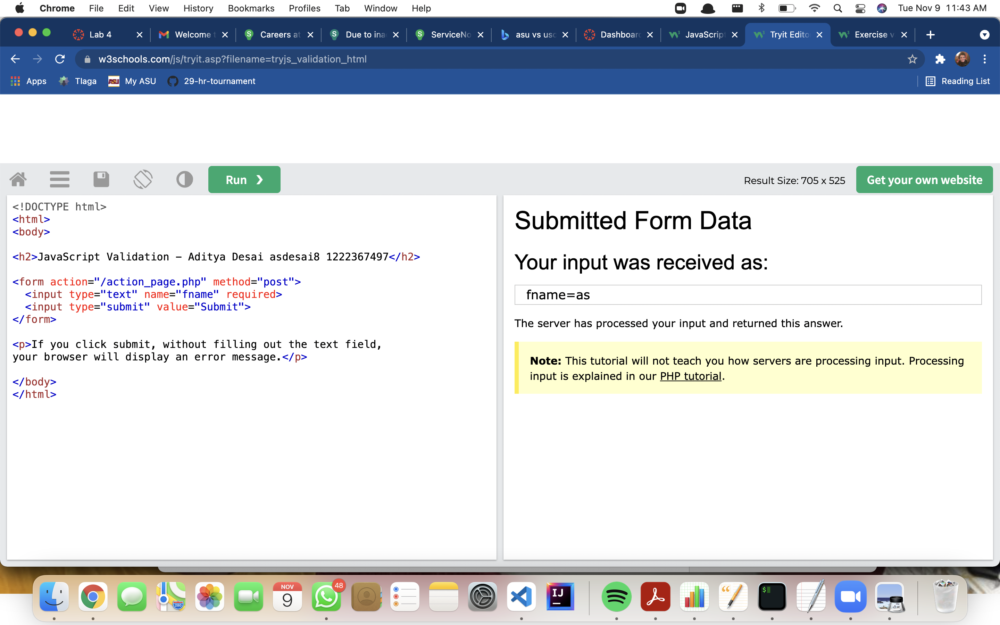 Chrome File Edit View History Bookmarks Profiles Tab Window Help Tue Nov 9 11:43 AM
Lab 4 Welcome t Careers at Due to ina ServiceNo asu vs usc Dashboard JavaScript Tryit Edito Exercise v
w3schools.com/js/tryit.asp?filename=tryjs_validation_html
Apps Tlaga ASU My ASU 29-hr-tournament Reading List
Run ❯ Result Size: 705 x 525 Get your own website
<!DOCTYPE html>
<html>
<body>
<h2>JavaScript Validation – Aditya Desai asdesai8 1222367497</h2>
<form action="/action_page.php" method="post">
  <input type="text" name="fname" required>
  <input type="submit" value="Submit">
</form>
<p>If you click submit, without filling out the text field,
your browser will display an error message.</p>
</body>
</html>
Submitted Form Data
Your input was received as:
fname=as
The server has processed your input and returned this answer.
Note: This tutorial will not teach you how servers are processing input. Processing
input is explained in our PHP tutorial.
280 NOV 9 48 IJ $